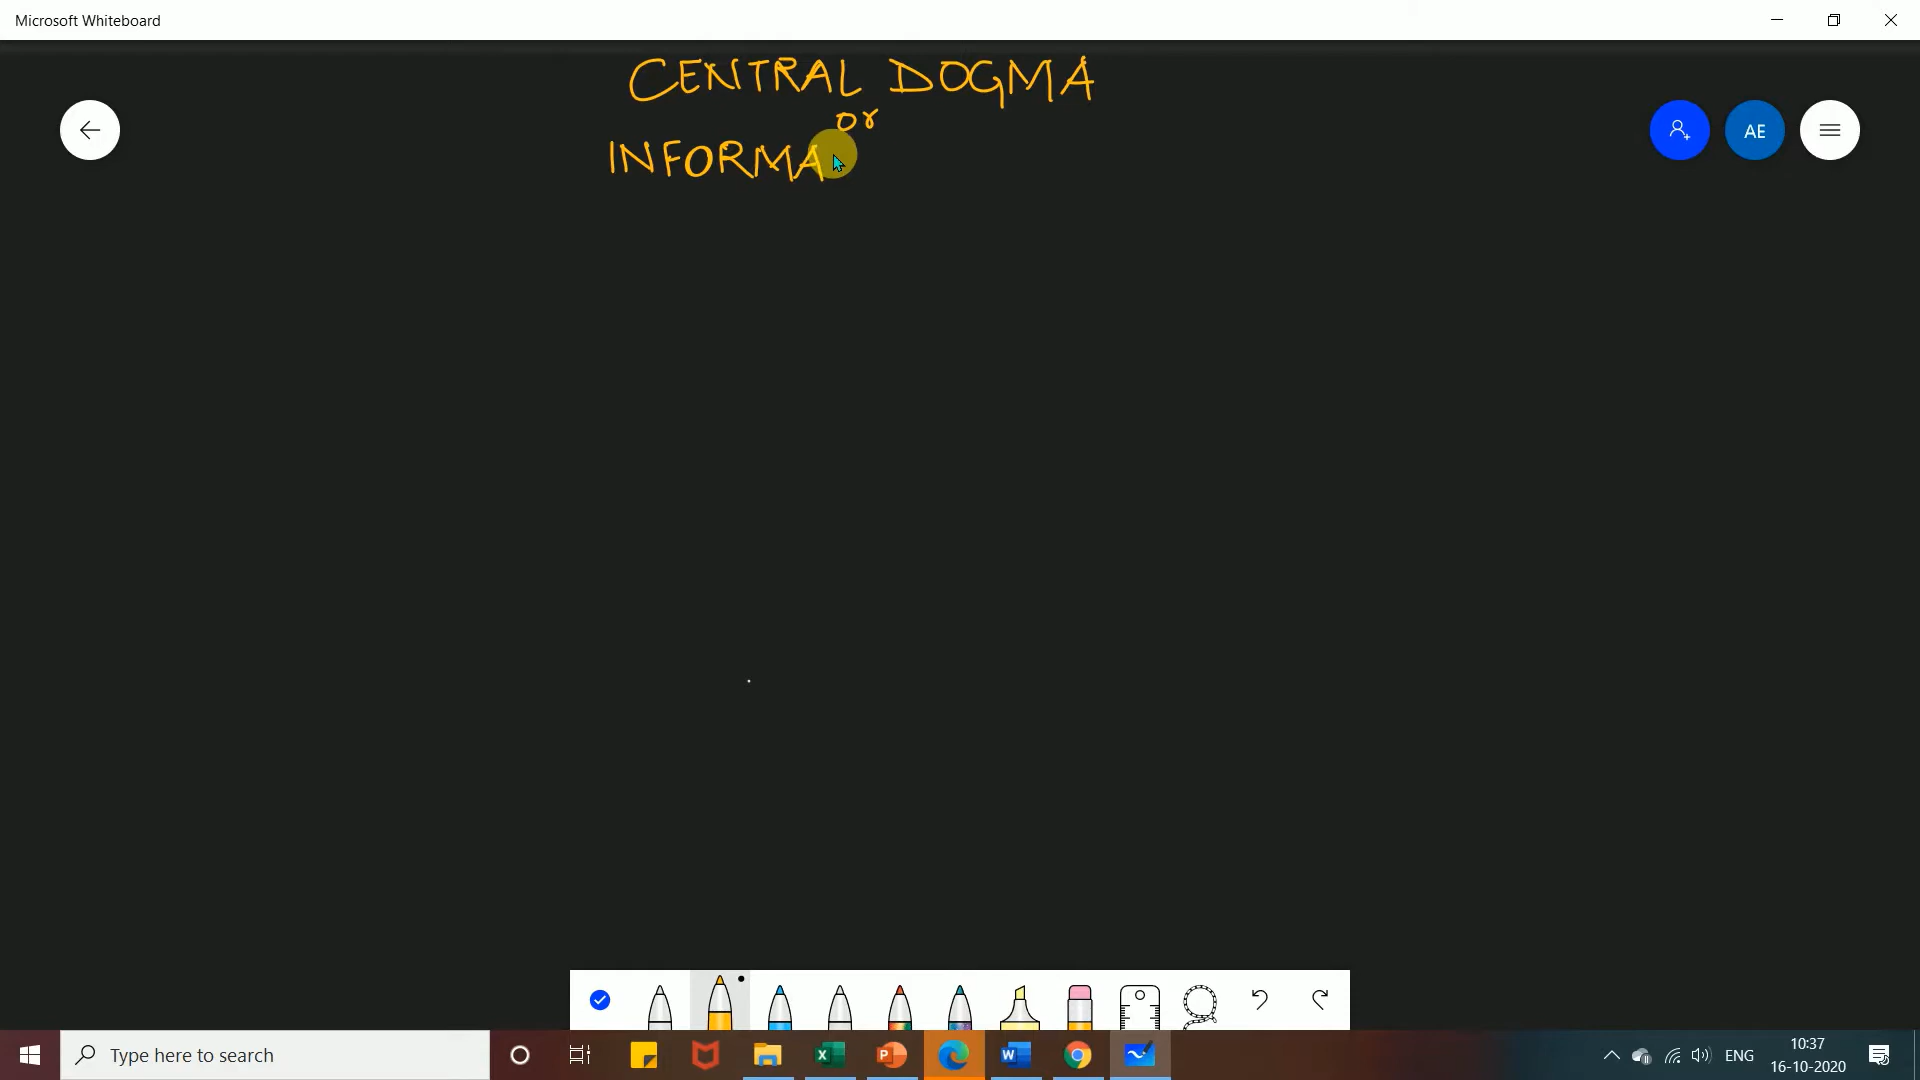 Microsoft Whiteboard
CENTRAL DOGMA
or
INFORMA
AE
Type here to search
ENG
10:37
16-10-2020